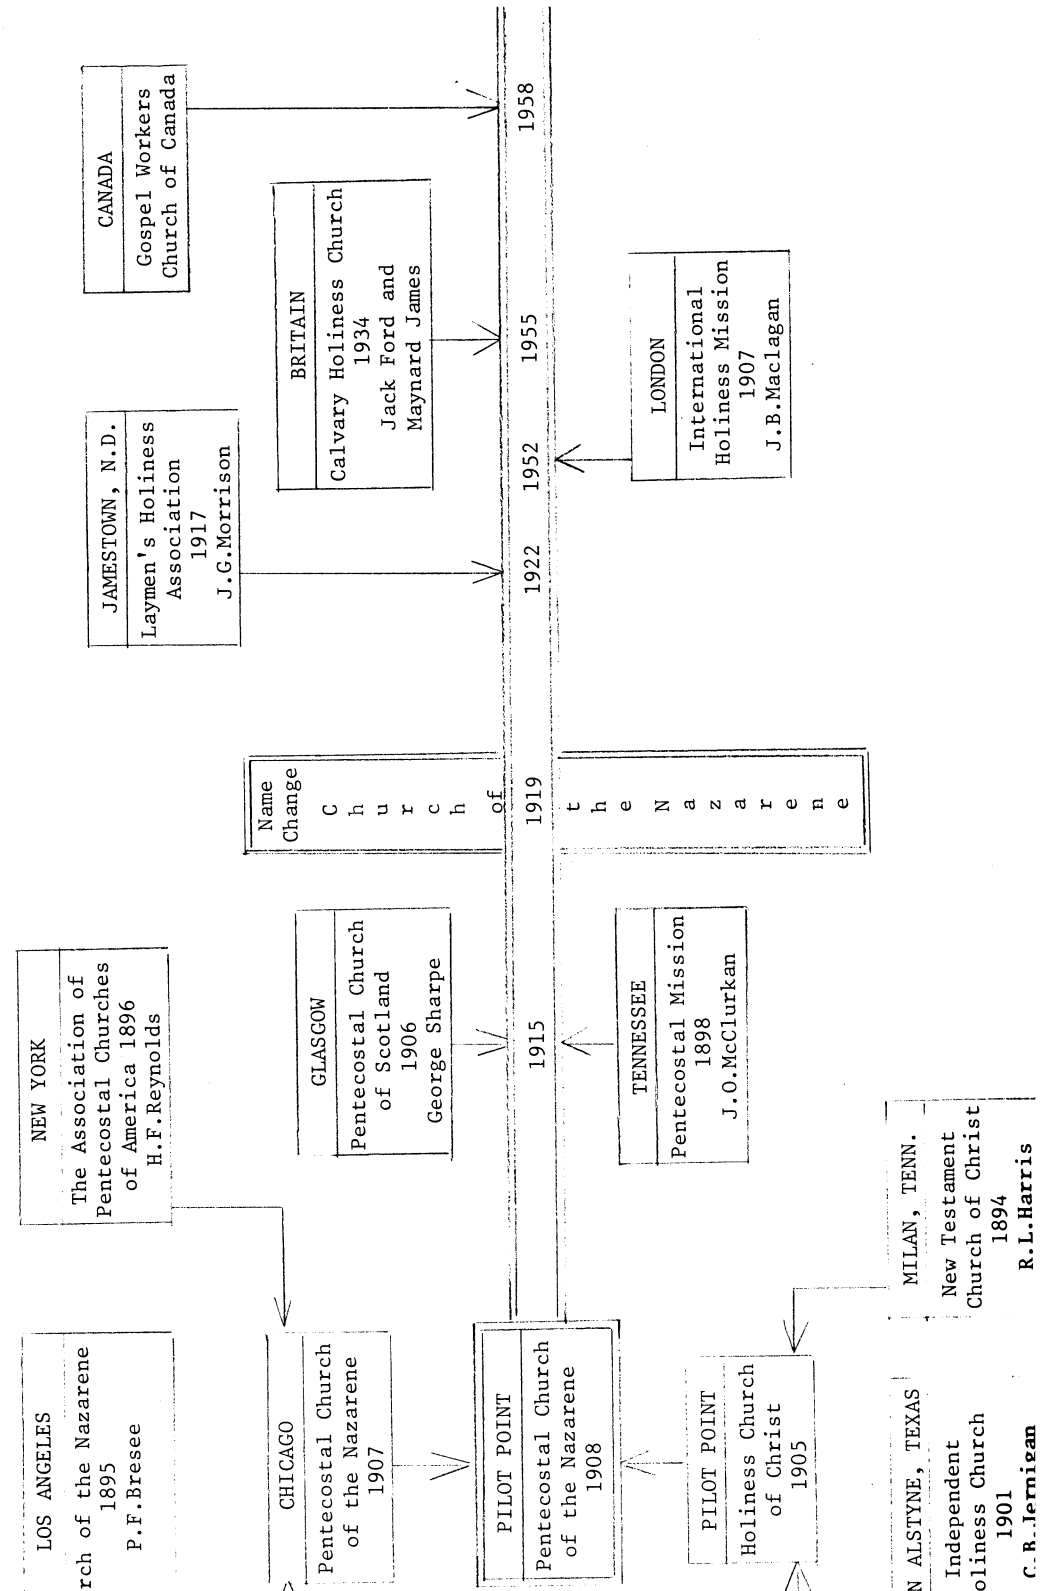 LOS ANGELES
rch of the Nazarene
1895
P.F.Bresee
NEW YORK
The Association of
Pentecostal Churches
of America 1896
H.F.Reynolds
CHICAGO
Pentecostal Church
of the Nazarene
1907
PILOT POINT
Pentecostal Church
of the Nazarene
1908
PILOT POINT
Holiness Church
of Christ
1905
N ALSTYNE, TEXAS
Independent
oliness Church
1901
C.B.Jernigan
MILAN, TENN.
New Testament
Church of Christ
1894
R.L.Harris
GLASGOW
Pentecostal Church
of Scotland
1906
George Sharpe
1915
TENNESSEE
Pentecostal Mission
1898
J.O.McClurkan
Name
Change
Church of
1919
the Nazarene
JAMESTOWN, N.D.
Laymen's Holiness
Association
1917
J.G.Morrison
1922
1952
LONDON
International
Holiness Mission
1907
J.B.Maclagan
BRITAIN
Calvary Holiness Church
1934
Jack Ford and
Maynard James
1955
CANADA
Gospel Workers
Church of Canada
1958